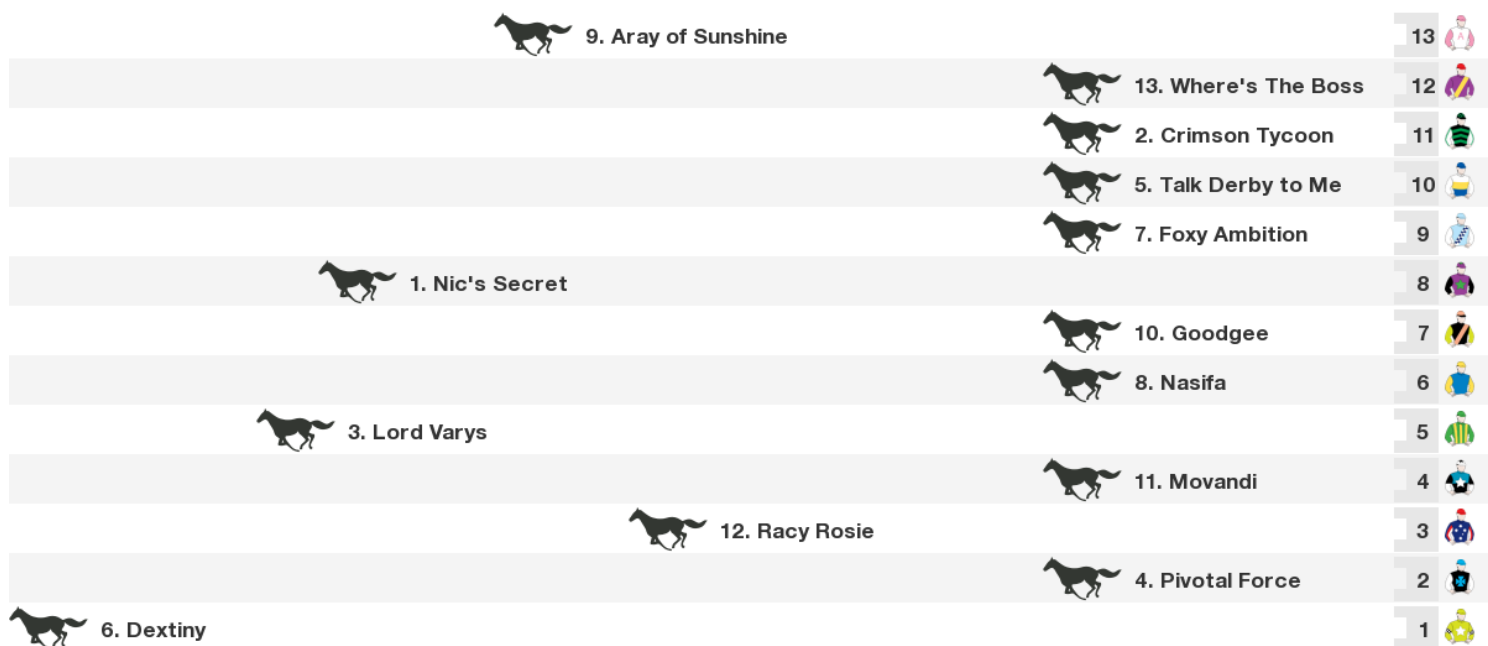 9. Aray of Sunshine 13
A
13. Where's The Boss 12
2. Crimson Tycoon 11
5. Talk Derby to Me 10
7. Foxy Ambition 9
1. Nic's Secret 8
10. Goodgee 7
8. Nasifa 6
3. Lord Varys 5
11. Movandi 4
12. Racy Rosie 3
4. Pivotal Force 2
6. Dextiny 1